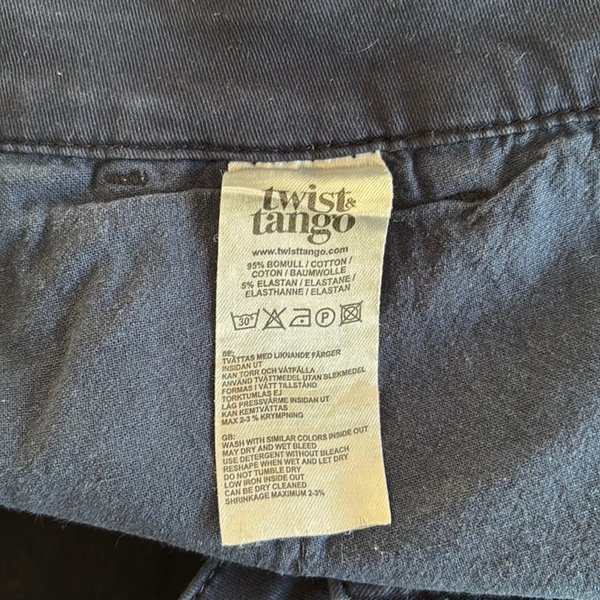 twist&
tango
www.twisttango.com
95% BOMULL / COTTON /
COTON / BAUMWOLLE
5% ELASTAN / ELASTANE /
ELASTHANNE / ELASTAN
30° P
SE:
TVÄTTAS MED LIKNANDE FÄRGER
INSIDAN UT
KAN TORR OCH VÅTFÄLLA
ANVÄND TVÄTTMEDEL UTAN BLEKMEDEL
FORMAS I VÅTT TILLSTÅND
TORKTUMLAS EJ
LÅG PRESSVÄRME INSIDAN UT
KAN KEMTVÄTTAS
MAX 2-3 % KRYMPNING
GB:
WASH WITH SIMILAR COLORS INSIDE OUT
MAY DRY AND WET BLEED
USE DETERGENT WITHOUT BLEACH
RESHAPE WHEN WET AND LET DRY
DO NOT TUMBLE DRY
LOW IRON INSIDE OUT
CAN BE DRY CLEANED
SHRINKAGE MAXIMUM 2-3%